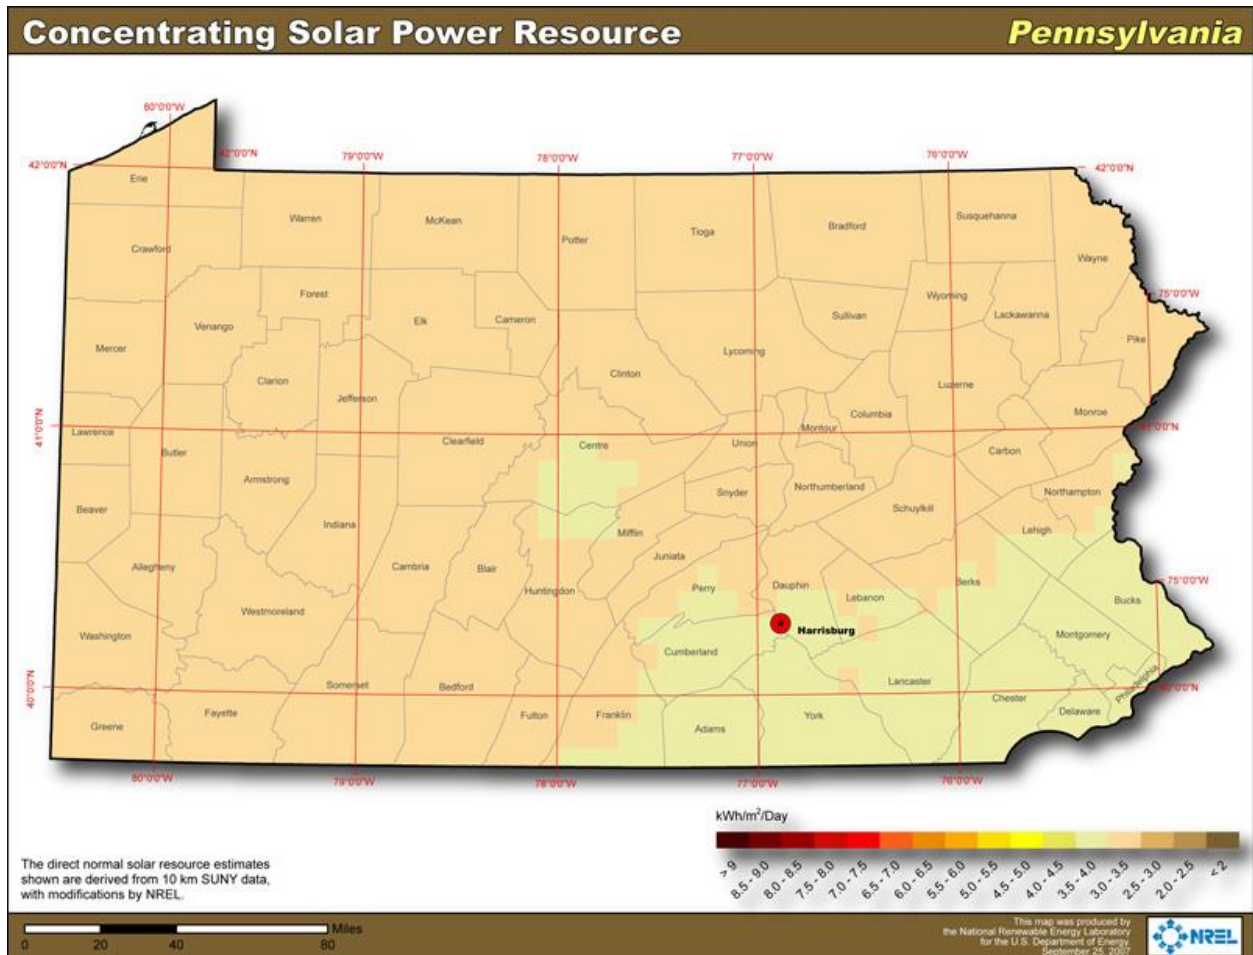 Concentrating Solar Power Resource
Pennsylvania
80°0'0"W
42°0'0"N
42°0'0"N
79°0'0"W
78°0'0"W
77°0'0"W
76°0'0"W
42°0'0"N
Erie
Warren
McKean
Potter
Tioga
Bradford
Susquehanna
Crawford
Wayne
Forest
Wyoming
75°0'0"W
Venango
Elk
Cameron
Sullivan
Lackawanna
Mercer
Lycoming
Pike
Clarion
Clinton
Luzerne
Jefferson
Columbia
Monroe
41°0'0"N
Lawrence
Clearfield
Centre
Union
Montour
41°0'0"N
Butler
Carbon
Armstrong
Snyder
Northumberland
Northampton
Beaver
Indiana
Mifflin
Schuylkill
Lehigh
Allegheny
Cambria
Blair
Juniata
Huntingdon
Perry
Dauphin
Lebanon
Berks
75°0'0"W
Westmoreland
Bucks
Washington
Harrisburg
Montgomery
Cumberland
40°0'0"N
Somerset
Bedford
Lancaster
Philadelphia
40°0'0"N
Greene
Fayette
Fulton
Franklin
Adams
York
Chester
Delaware
80°0'0"W
79°0'0"W
78°0'0"W
77°0'0"W
76°0'0"W
kWh/m²/Day
> 9
8.5 - 9.0
8.0 - 8.5
7.5 - 8.0
7.0 - 7.5
6.5 - 7.0
6.0 - 6.5
5.5 - 6.0
5.0 - 5.5
4.5 - 5.0
4.0 - 4.5
3.5 - 4.0
3.0 - 3.5
2.5 - 3.0
2.0 - 2.5
< 2
The direct normal solar resource estimates
shown are derived from 10 km SUNY data,
with modifications by NREL.
Miles
0 20 40 80
This map was produced by
the National Renewable Energy Laboratory
for the U.S. Department of Energy.
September 25, 2007
NREL